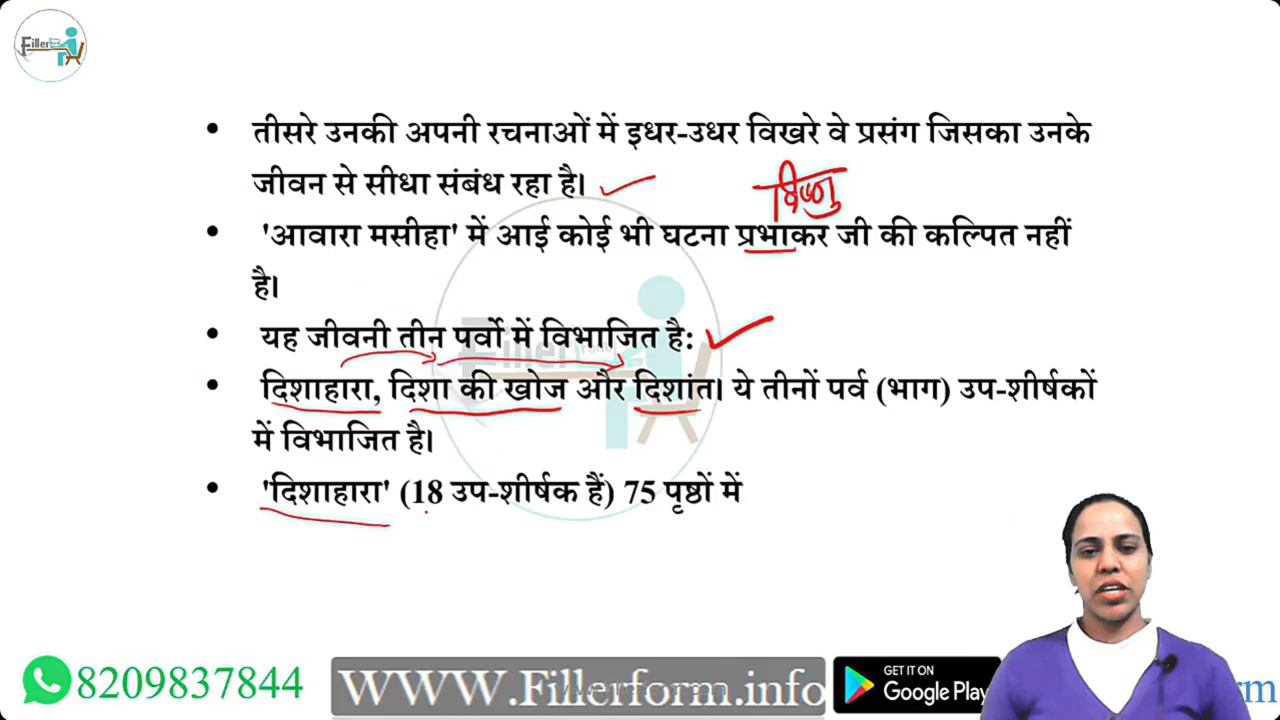 Fillerform
• तीसरे उनकी अपनी रचनाओं में इधर-उधर विखरे वे प्रसंग जिसका उनके
जीवन से सीधा संबंध रहा है।
विष्णु
• 'आवारा मसीहा' में आई कोई भी घटना प्रभाकर जी की कल्पित नहीं
है।
• यह जीवनी तीन पर्वो में विभाजित है:
• दिशाहारा, दिशा की खोज और दिशांत। ये तीनों पर्व (भाग) उप-शीर्षकों
में विभाजित है।
• 'दिशाहारा' (18 उप-शीर्षक हैं) 75 पृष्ठों में
8209837844
WWW.Fillerform.info
GET IT ON
Google Play